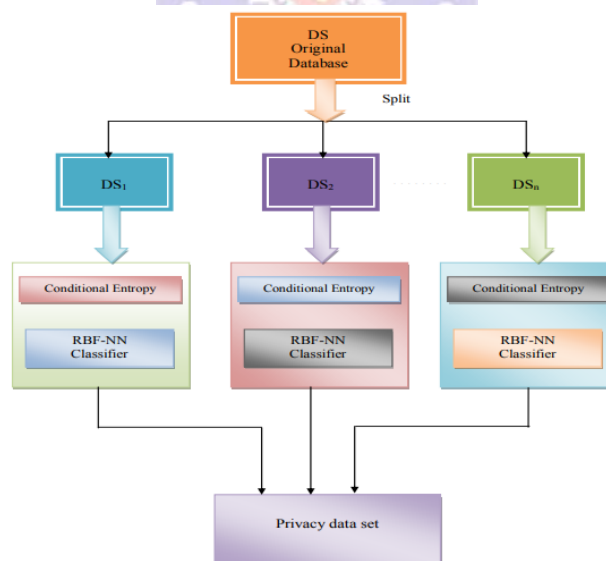 DS
Original
Database
Split
DS₁
DS₂
DSₙ
Conditional Entropy
Conditional Entropy
Conditional Entropy
RBF-NN
Classifier
RBF-NN
Classifier
RBF-NN
Classifier
Privacy data set